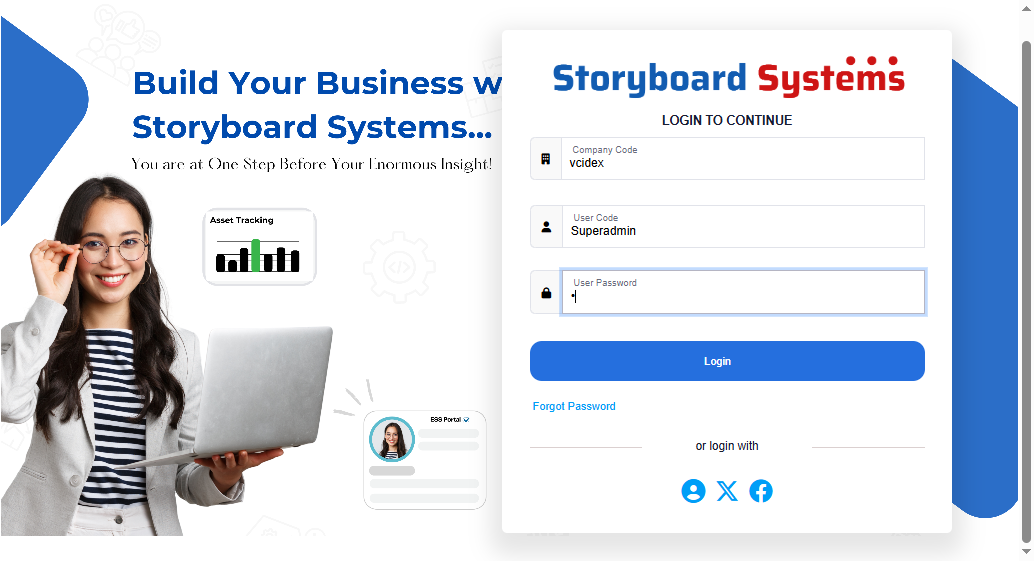 Build Your Business w
Storyboard Systems...
You are at One Step Before Your Enormous Insight!
Asset Tracking
ESS Portal
Storyboard Systems
LOGIN TO CONTINUE
Company Code
vcidex
User Code
Superadmin
User Password
•
Login
Forgot Password
or login with